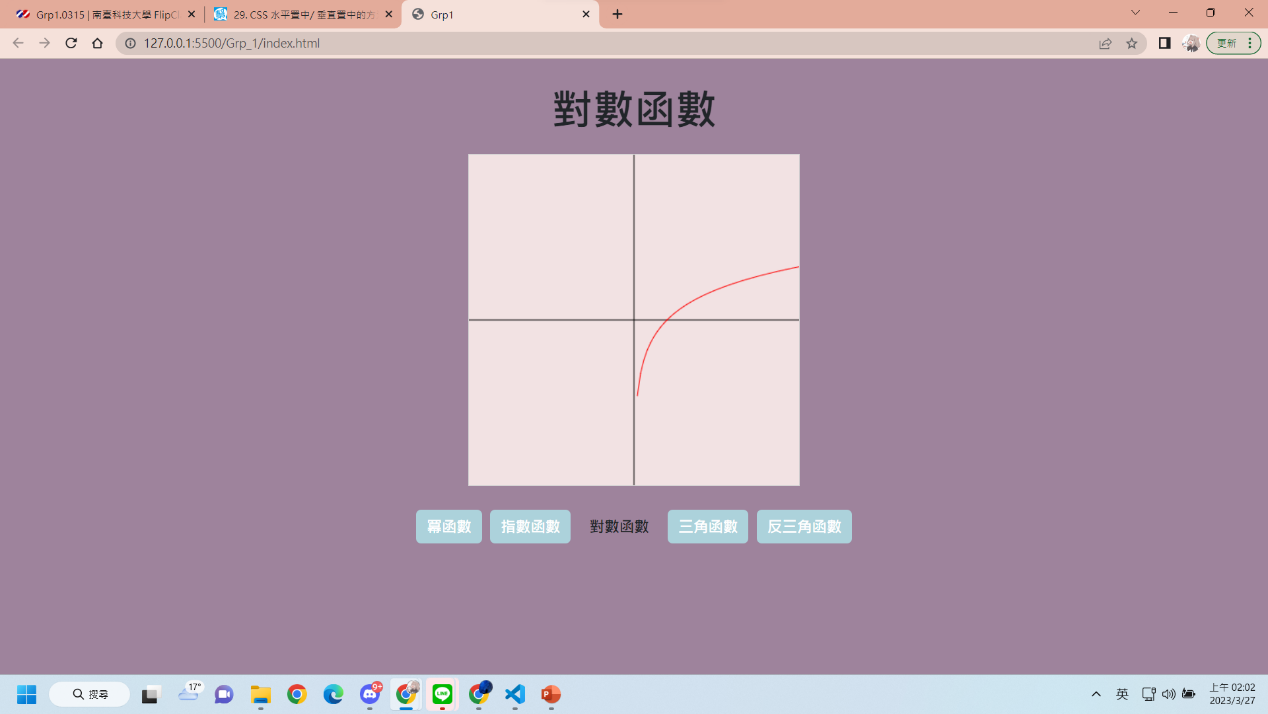 Grp1.0315 | 南臺科技大學 FlipCl
29. CSS 水平置中/ 垂直置中的方
Grp1
127.0.0.1:5500/Grp_1/index.html
更新
對數函數
冪函數
指數函數
對數函數
三角函數
反三角函數
搜尋
17°
9+
LINE
英
上午 02:02
2023/3/27